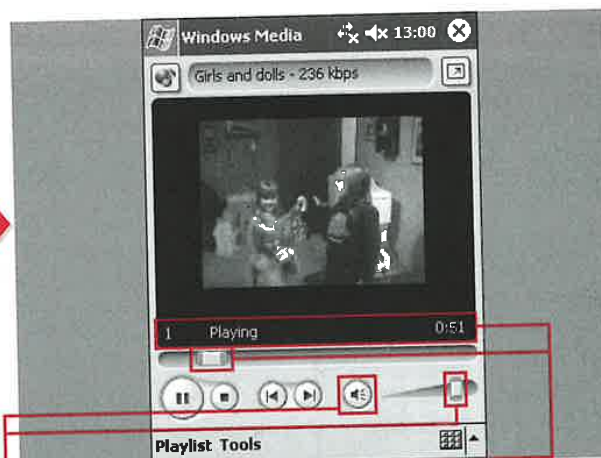 Windows Media 13:00
Girls and dolls - 236 kbps
1 Playing 0:51
Playlist Tools